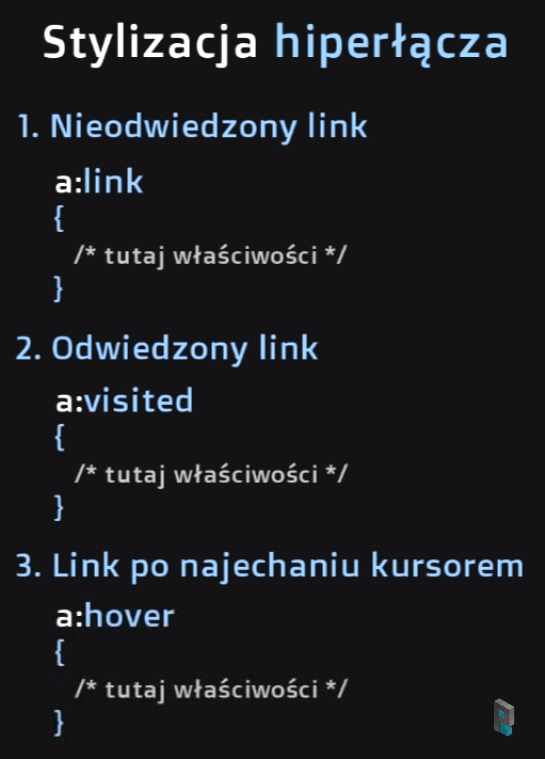 Stylizacja hiperłącza
1. Nieodwiedzony link
a:link
{
/* tutaj właściwości */
}
2. Odwiedzony link
a:visited
{
/* tutaj właściwości */
}
3. Link po najechaniu kursorem
a:hover
{
/* tutaj właściwości */
}